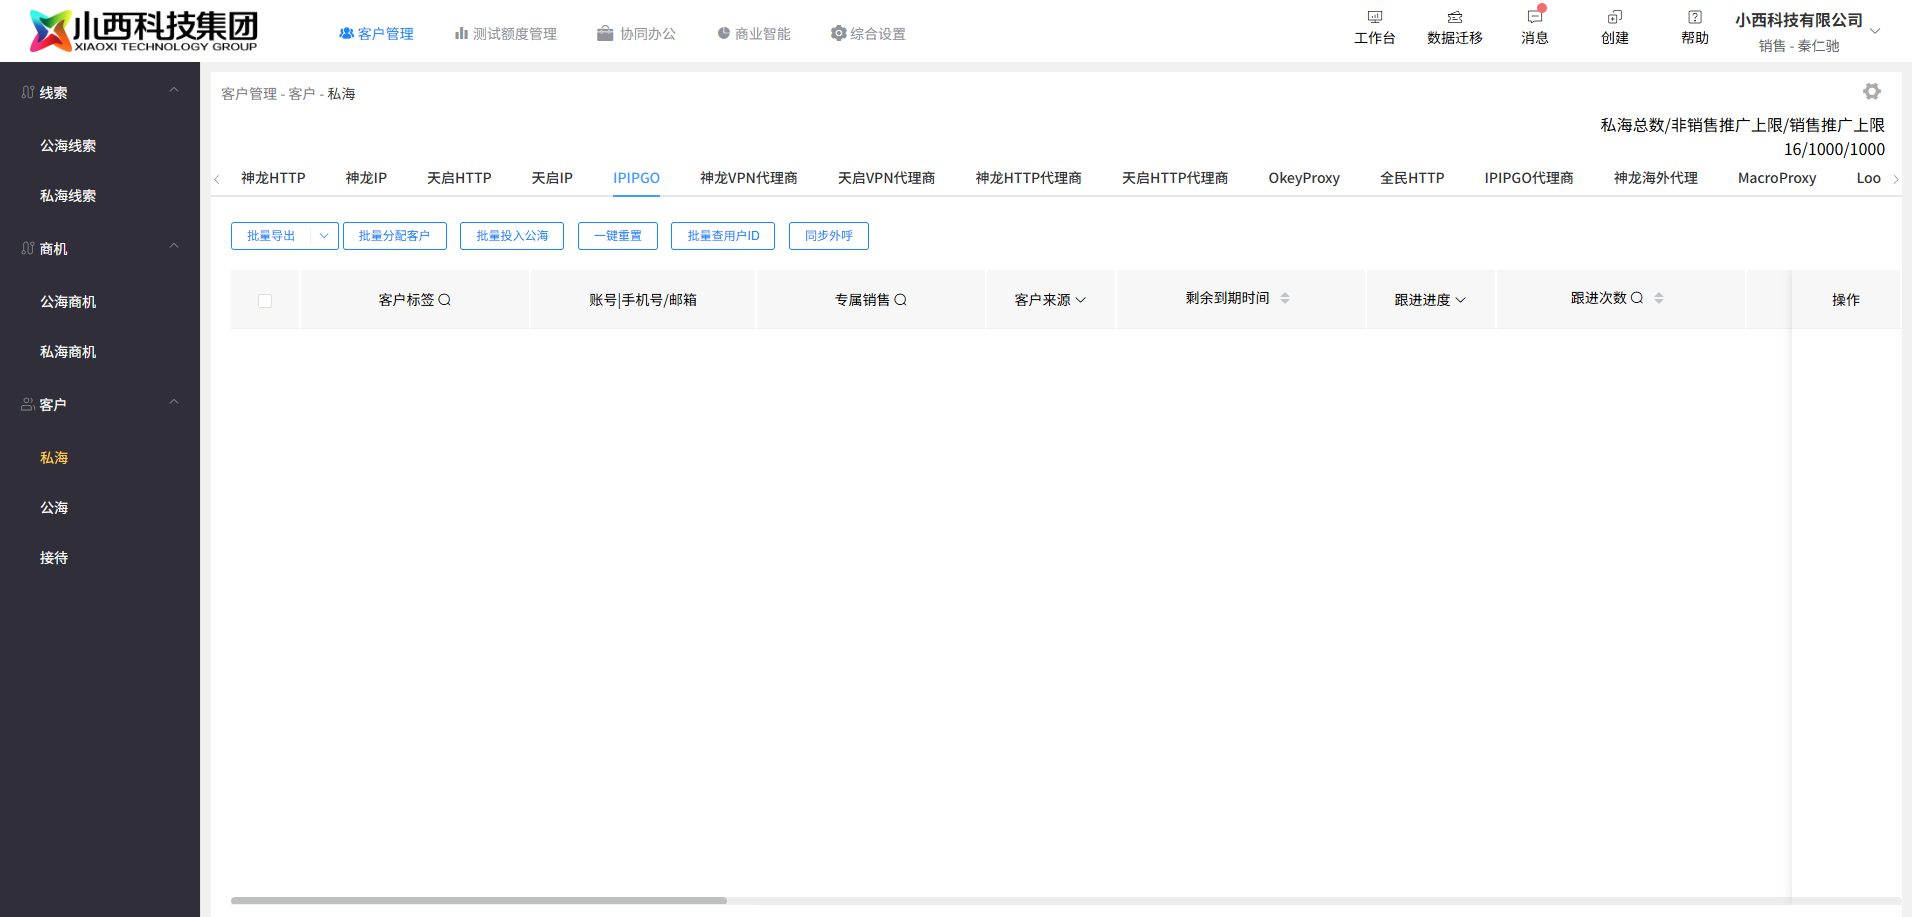 小西科技集团
XIAOXI TECHNOLOGY GROUP
客户管理 测试额度管理 协同办公 商业智能 综合设置
工作台 数据迁移 消息 创建 帮助
小西科技有限公司
销售 - 秦仁驰
线索
公海线索
私海线索
商机
公海商机
私海商机
客户
私海
公海
接待
客户管理 - 客户 - 私海
私海总数/非销售推广上限/销售推广上限
16/1000/1000
神龙HTTP 神龙IP 天启HTTP 天启IP IPIPGO 神龙VPN代理商 天启VPN代理商 神龙HTTP代理商 天启HTTP代理商 OkeyProxy 全民HTTP IPIPGO代理商 神龙海外代理 MacroProxy Loo
批量导出 批量分配客户 批量投入公海 一键重置 批量查用户ID 同步外呼
客户标签 账号|手机号/邮箱 专属销售 客户来源 剩余到期时间 跟进进度 跟进次数 操作